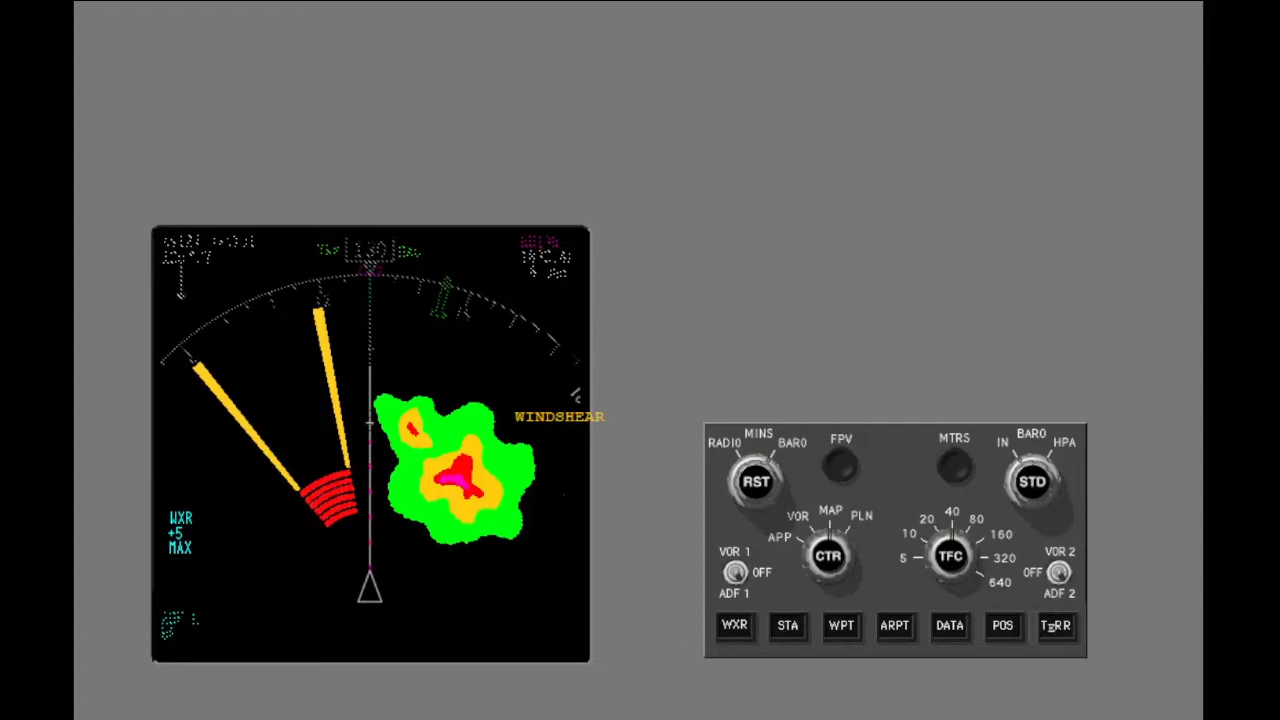 130
WINDSHEAR
WXR
+5
MAX
RADIO MINS BARO
FPV
MTRS
IN BARO HPA
RST
STD
APP VOR MAP PLN
CTR
5 10 20 40 80 160 320 640
TFC
VOR 1
OFF
ADF 1
VOR 2
OFF
ADF 2
WXR STA WPT ARPT DATA POS TERR